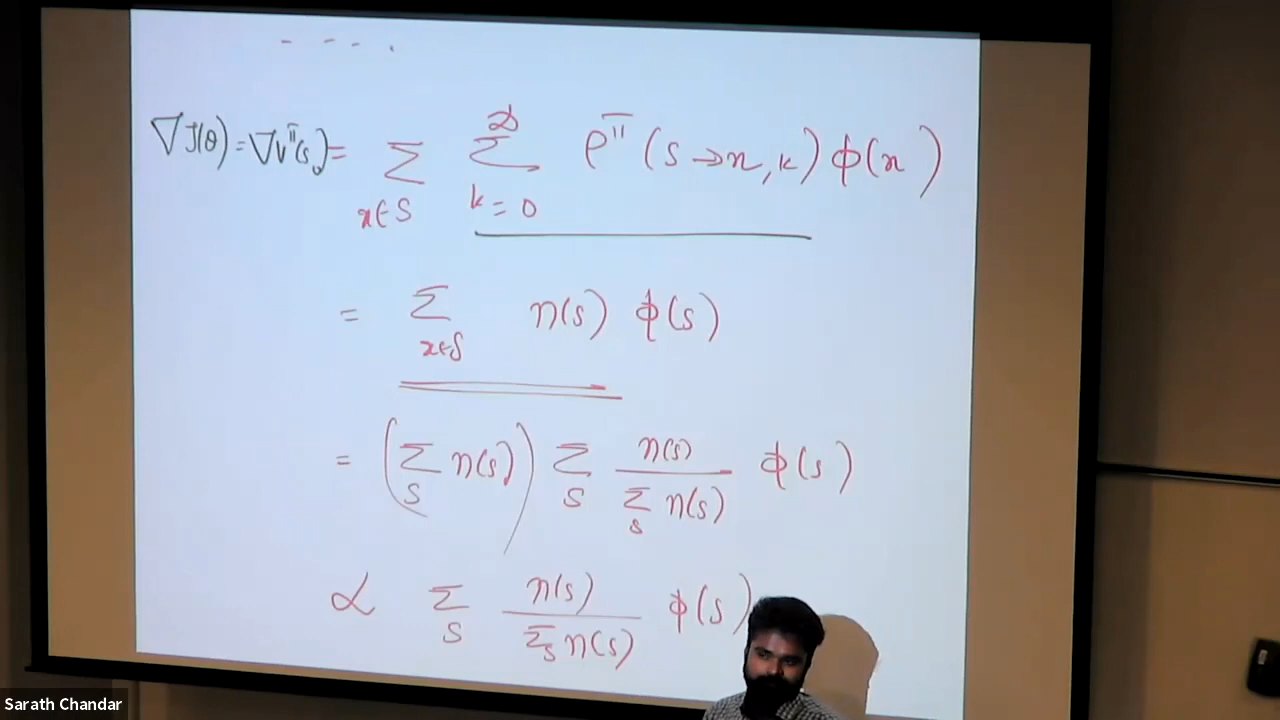 - - - .
∇J(θ) = ∇V^π(s) = Σ_{x∈S} Σ_{k=0}^{∞} ρ^π(s→x, k) φ(x)
= Σ_{x∈S} η(s) φ(s)
= (Σ_S η(s)) Σ_S η(s) / Σ_s η(s) φ(s)
∝ Σ_S η(s) / Σ_s η(s) φ(s)
Sarath Chandar